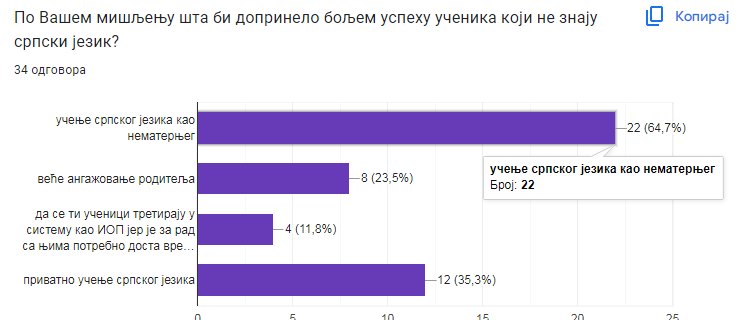 По Вашем мишљењу шта би допринело бољем успеху ученика који не знају
српски језик?
Копирај
34 одговора
учење српског језика као
нематерњег
22 (64,7%)
учење српског језика као нематерњег
Број: 22
веће ангажовање родитеља
8 (23,5%)
да се ти ученици третирају у
систему као ИОП јер је за рад
са њима потребно доста вре…
4 (11,8%)
приватно учење српског језика
12 (35,3%)
0
5
10
15
20
25